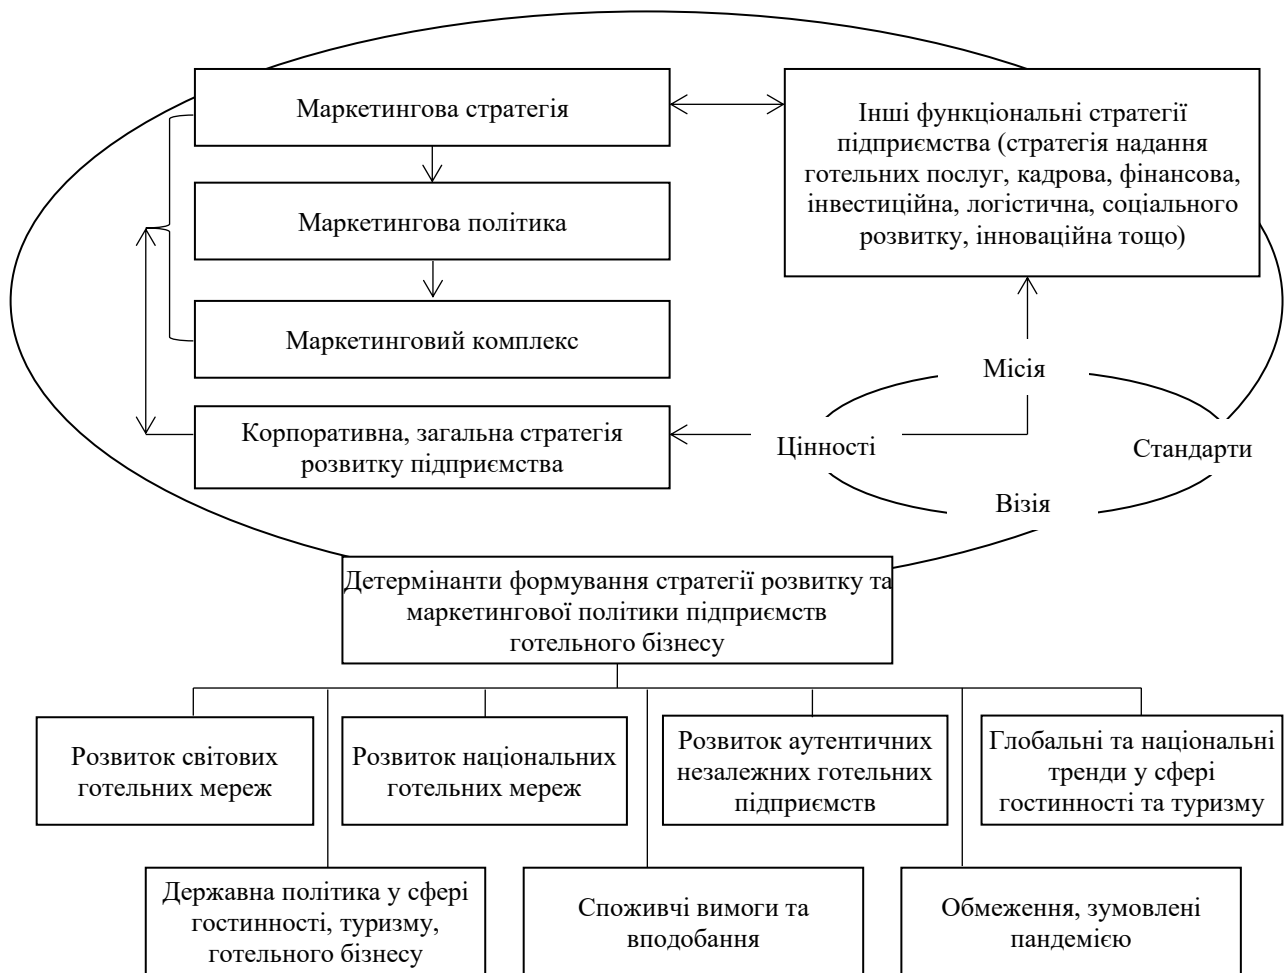 Маркетингова стратегія
Інші функціональні стратегії
підприємства (стратегія надання
готельних послуг, кадрова, фінансова,
інвестиційна, логістична, соціального
розвитку, інноваційна тощо)
Маркетингова політика
Маркетинговий комплекс
Корпоративна, загальна стратегія
розвитку підприємства
Місія
Цінності
Стандарти
Візія
Детермінанти формування стратегії розвитку та
маркетингової політики підприємств
готельного бізнесу
Розвиток світових
готельних мереж
Розвиток національних
готельних мереж
Розвиток аутентичних
незалежних готельних
підприємств
Глобальні та національні
тренди у сфері
гостинності та туризму
Державна політика у сфері
гостинності, туризму,
готельного бізнесу
Споживчі вимоги та
вподобання
Обмеження, зумовлені
пандемією